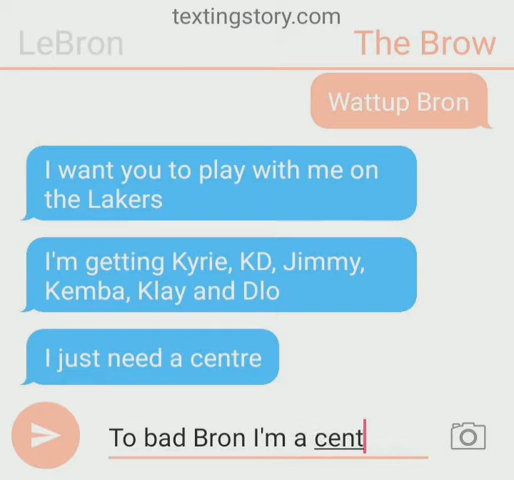 textingstory.com
LeBron
The Brow
Wattup Bron
I want you to play with me on
the Lakers
I'm getting Kyrie, KD, Jimmy,
Kemba, Klay and Dlo
I just need a centre
To bad Bron I'm a cent